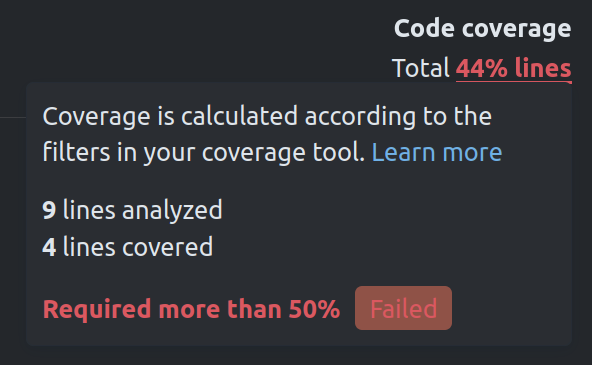 Code coverage
Total 44% lines
Coverage is calculated according to the
filters in your coverage tool. Learn more
9 lines analyzed
4 lines covered
Required more than 50% Failed